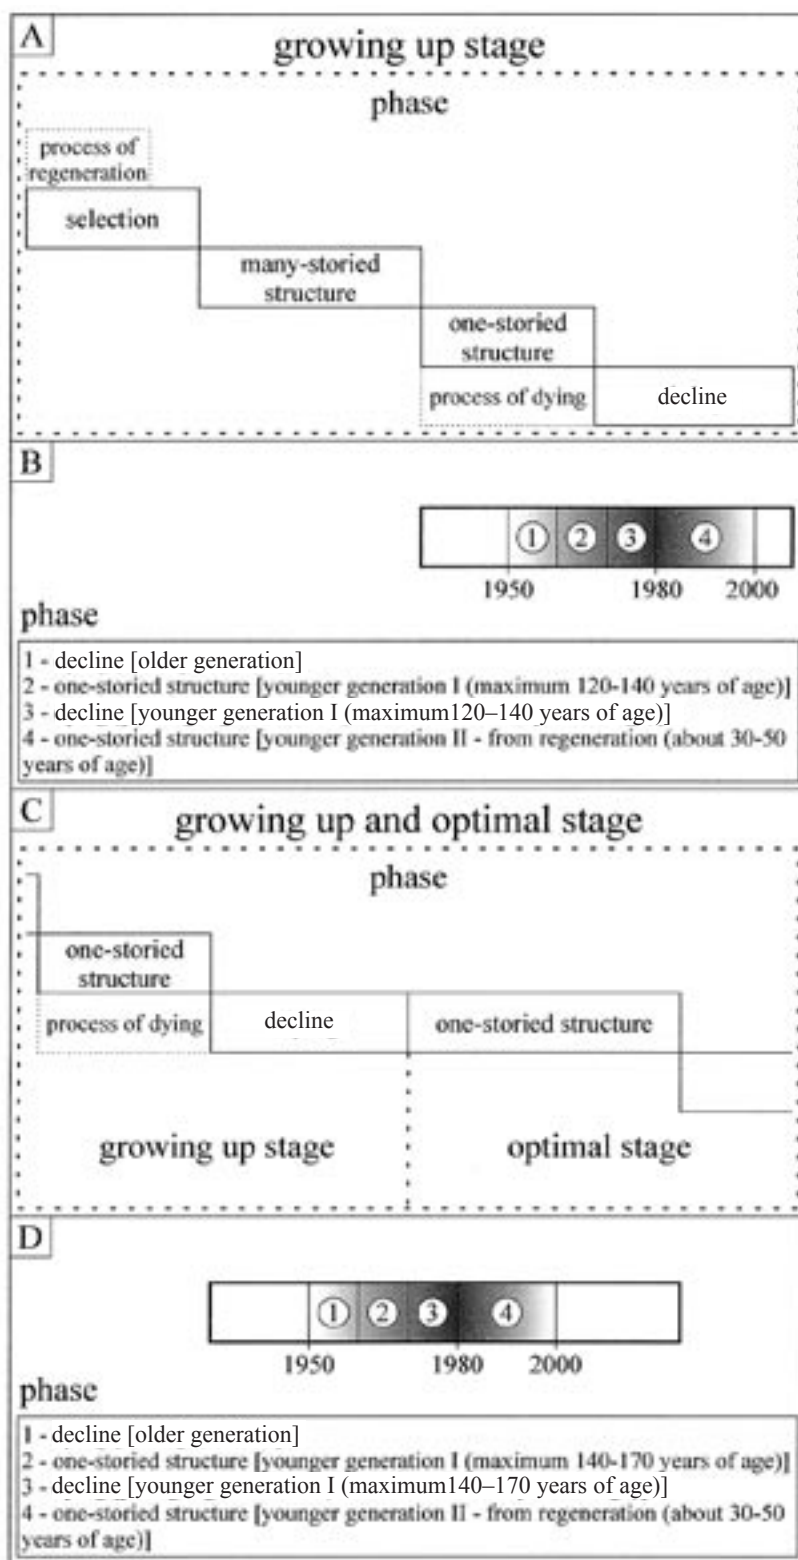 A
growing up stage
phase
process of
regeneration
selection
many-storied
structure
one-storied
structure
process of dying
decline
B
1 2 3 4
1950 1980 2000
phase
1 - decline [older generation]
2 - one-storied structure [younger generation I (maximum 120-140 years of age)]
3 - decline [younger generation I (maximum120–140 years of age)]
4 - one-storied structure [younger generation II - from regeneration (about 30-50
years of age)]
C
growing up and optimal stage
phase
one-storied
structure
process of dying
decline
one-storied structure
growing up stage
optimal stage
D
1 2 3 4
1950 1980 2000
phase
1 - decline [older generation]
2 - one-storied structure [younger generation I (maximum 140-170 years of age)]
3 - decline [younger generation I (maximum140–170 years of age)]
4 - one-storied structure [younger generation II - from regeneration (about 30-50
years of age)]